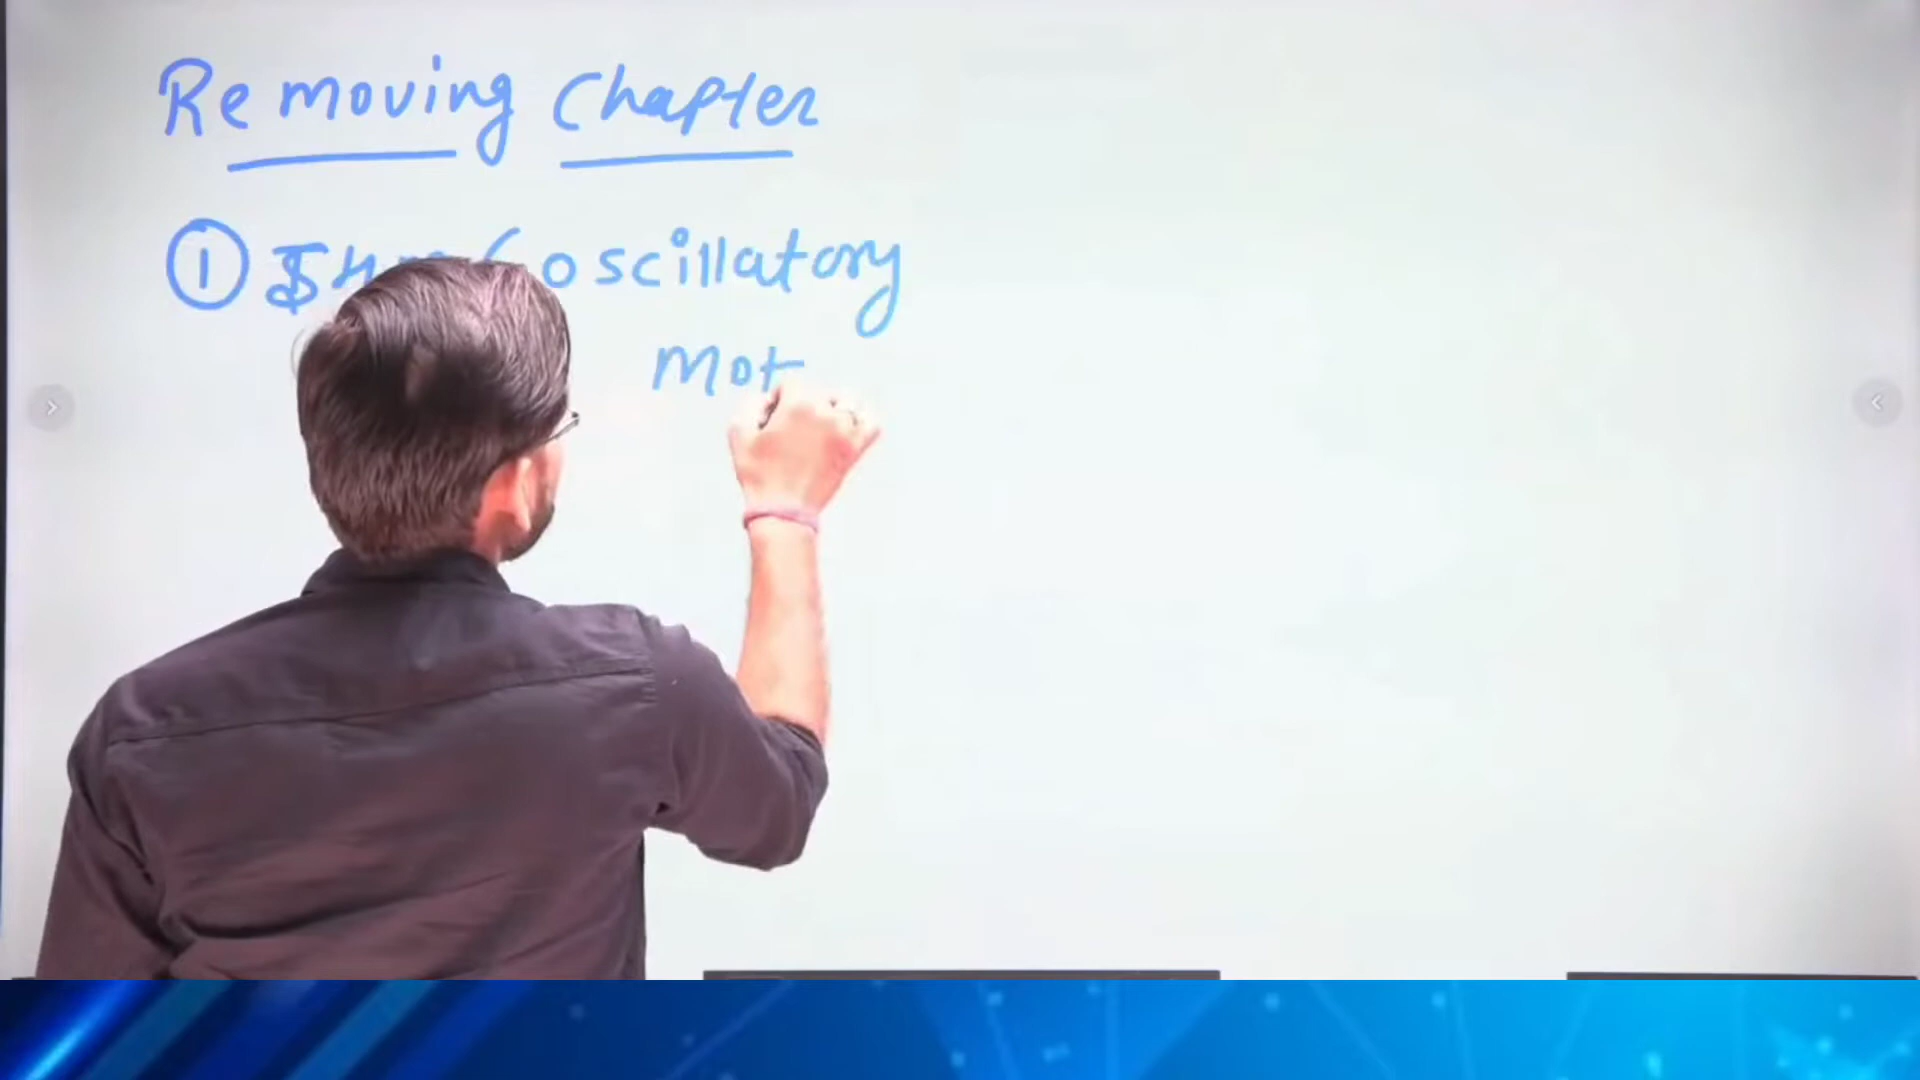 Removing Chapter
① (oscillatory
Mot